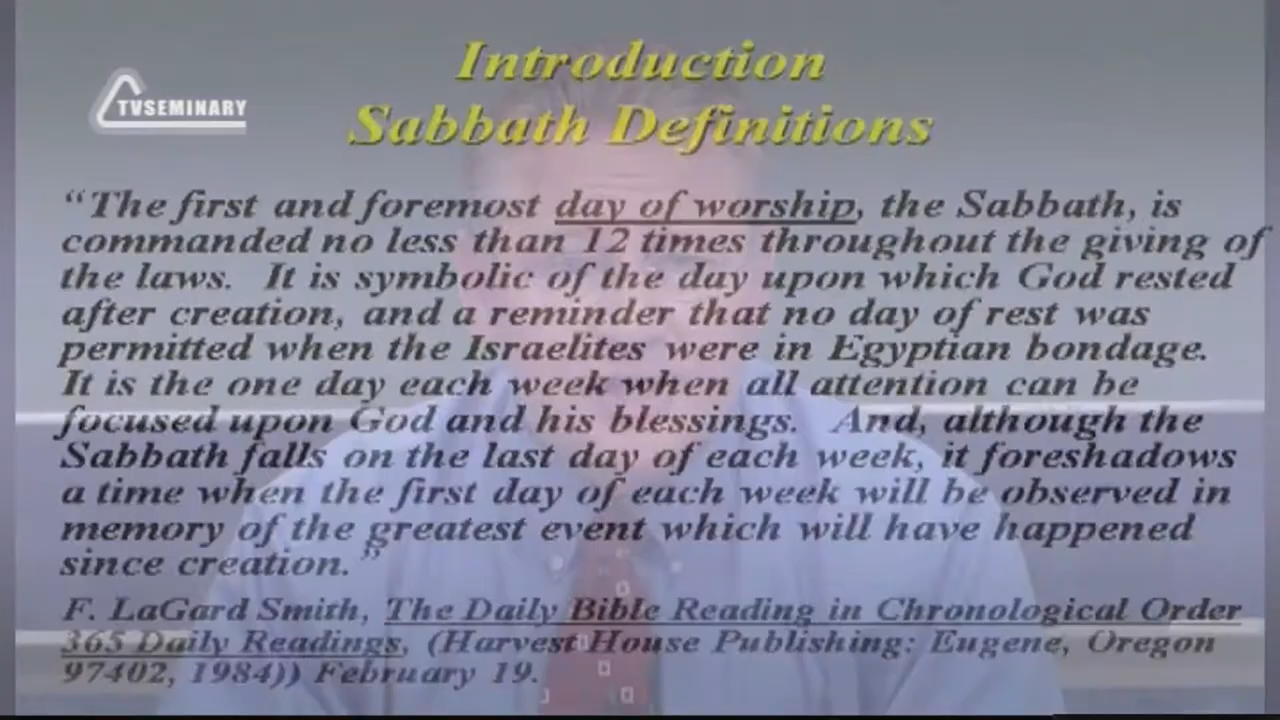 Introduction
Sabbath Definitions
TVSEMINARY
“The first and foremost day of worship, the Sabbath, is
commanded no less than 12 times throughout the giving of
the laws.  It is symbolic of the day upon which God rested
after creation, and a reminder that no day of rest was
permitted when the Israelites were in Egyptian bondage.
It is the one day each week when all attention can be
focused upon God and his blessings.  And, although the
Sabbath falls on the last day of each week, it foreshadows
a time when the first day of each week will be observed in
memory of the greatest event which will have happened
since creation.”
F. LaGard Smith, The Daily Bible Reading in Chronological Order
365 Daily Readings, (Harvest House Publishing: Eugene, Oregon
97402, 1984)) February 19.